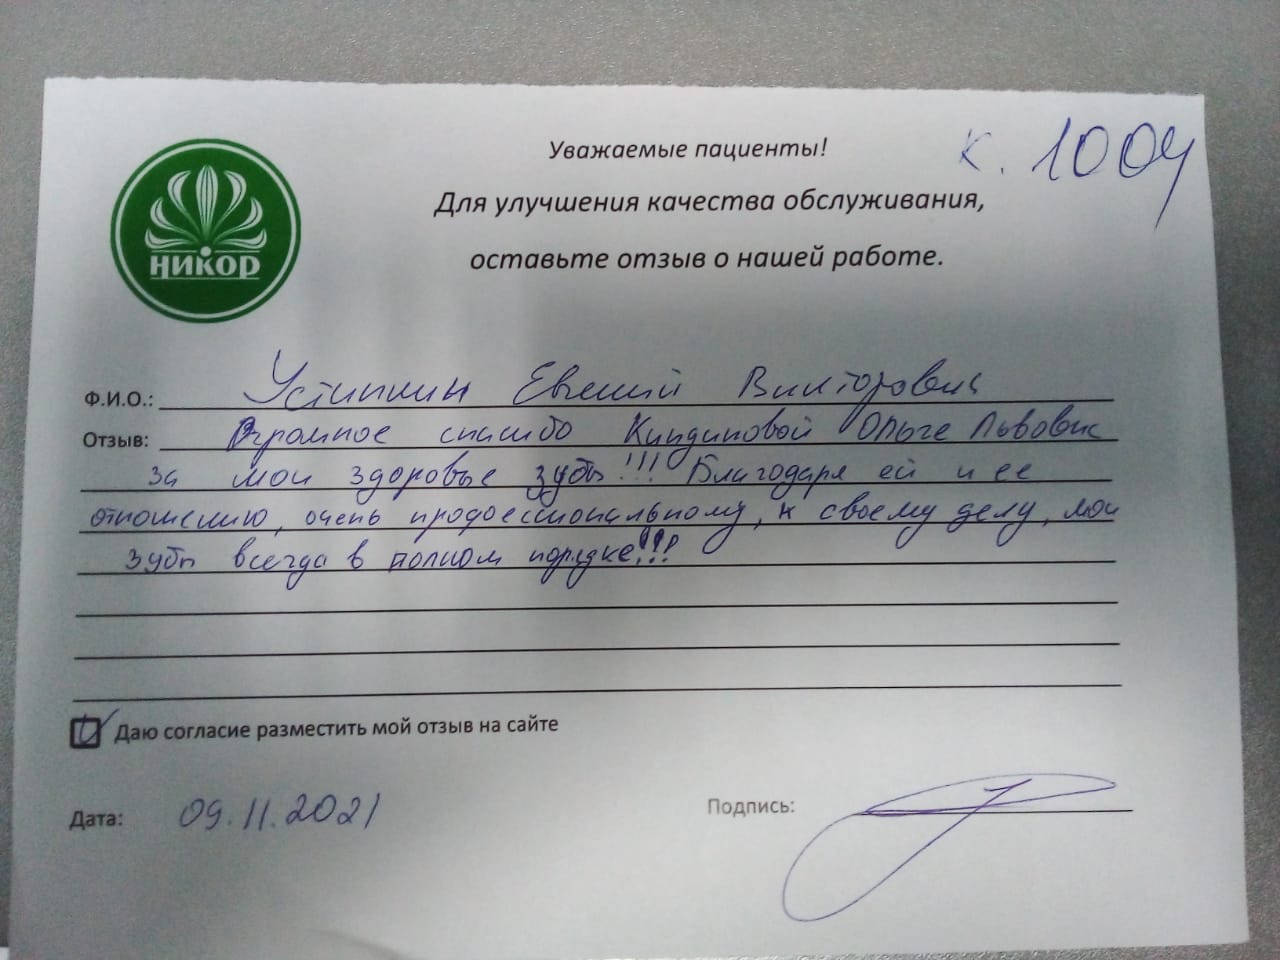 Уважаемые пациенты!
к. 1004
Для улучшения качества обслуживания,
оставьте отзыв о нашей работе.
НИКОР
Ф.И.О.: Евгений Викторович
Отзыв: Огромное спасибо Ольге Львовне
за мои здоровые зубы!!! Благодаря ей и ее
отношению, очень профессиональному, к своему делу, мои
зубы всегда в полном порядке!!!
Даю согласие разместить мой отзыв на сайте
Дата: 09.11.2021
Подпись: